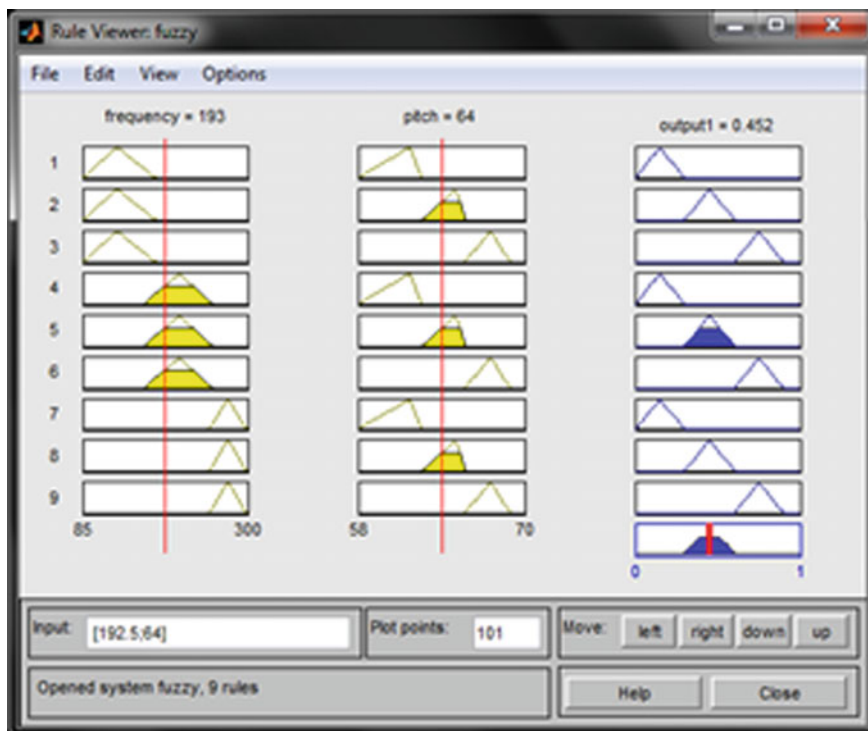 Rule Viewer: fuzzy
File Edit View Options
frequency = 193 pitch = 64 output1 = 0.452
1
2
3
4
5
6
7
8
9
85 300 58 70
0 1
Input: [192.5;64] Plot points: 101 Move: left right down up
Opened system fuzzy, 9 rules Help Close